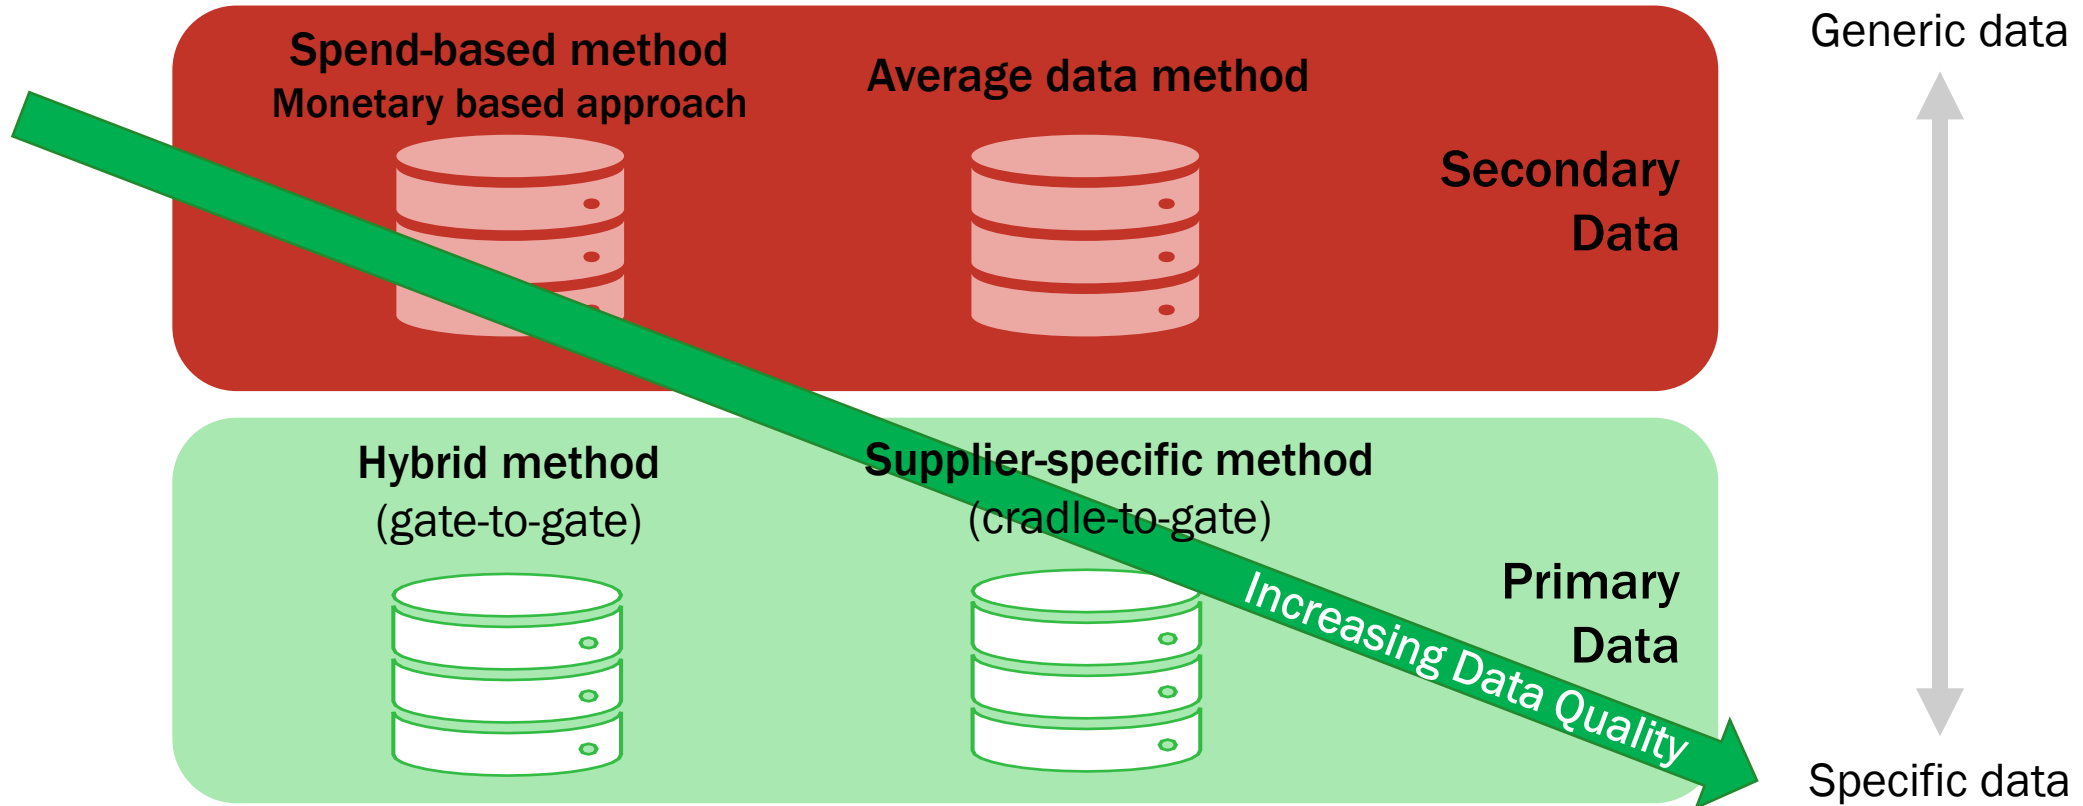 Spend-based method
Monetary based approach
Average data method
Secondary
Data
Generic data
Hybrid method
(gate-to-gate)
Supplier-specific method
(cradle-to-gate)
Primary
Data
Increasing Data Quality
Specific data